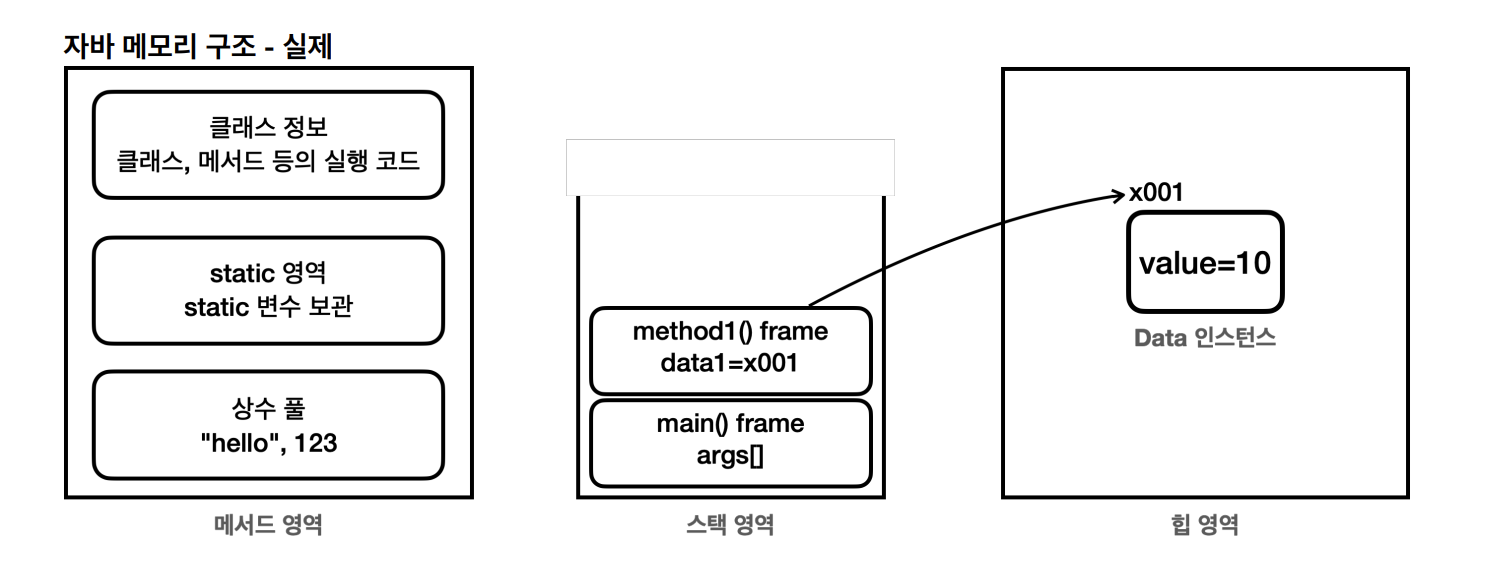 자바 메모리 구조 - 실제
클래스 정보
클래스, 메서드 등의 실행 코드
static 영역
static 변수 보관
상수 풀
"hello", 123
메서드 영역
method1() frame
data1=x001
main() frame
args[]
스택 영역
x001
value=10
Data 인스턴스
힙 영역